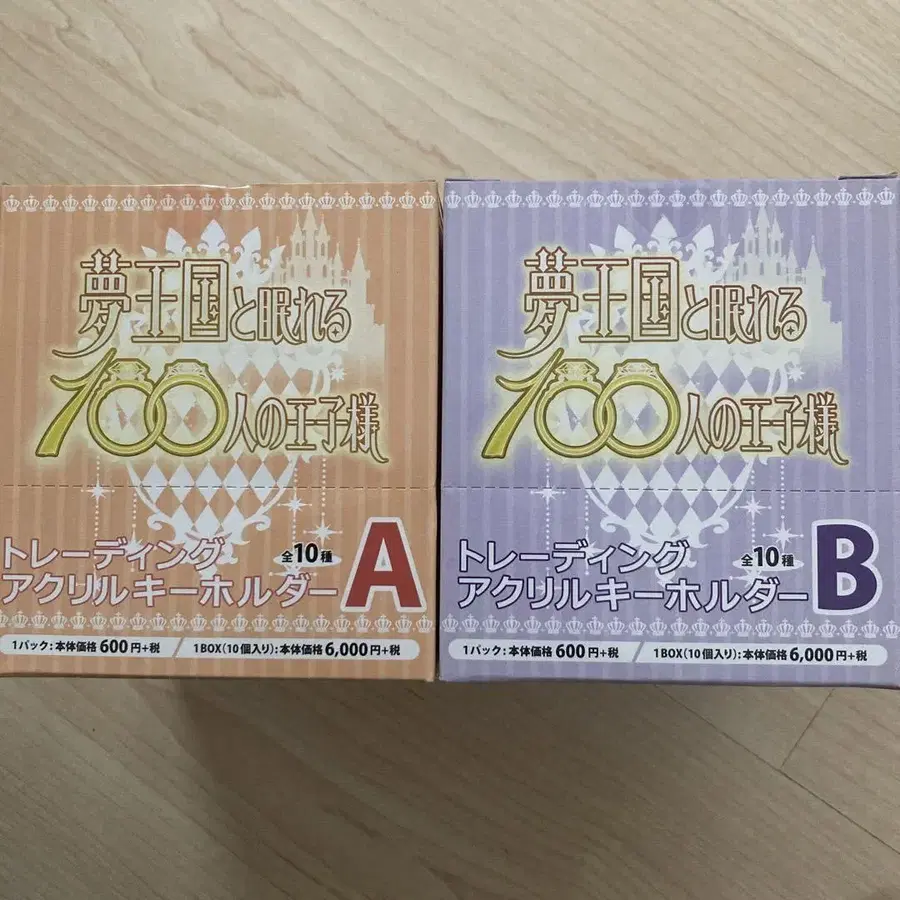 夢王国と眠れる
100人の王子様
トレーディング
アクリルキーホルダー
全10種
A
1パック:本体価格600円+税 / 1BOX(10個入り):本体価格6,000円+税
夢王国と眠れる
100人の王子様
トレーディング
アクリルキーホルダー
全10種
B
1パック:本体価格600円+税 / 1BOX(10個入り):本体価格6,000円+税